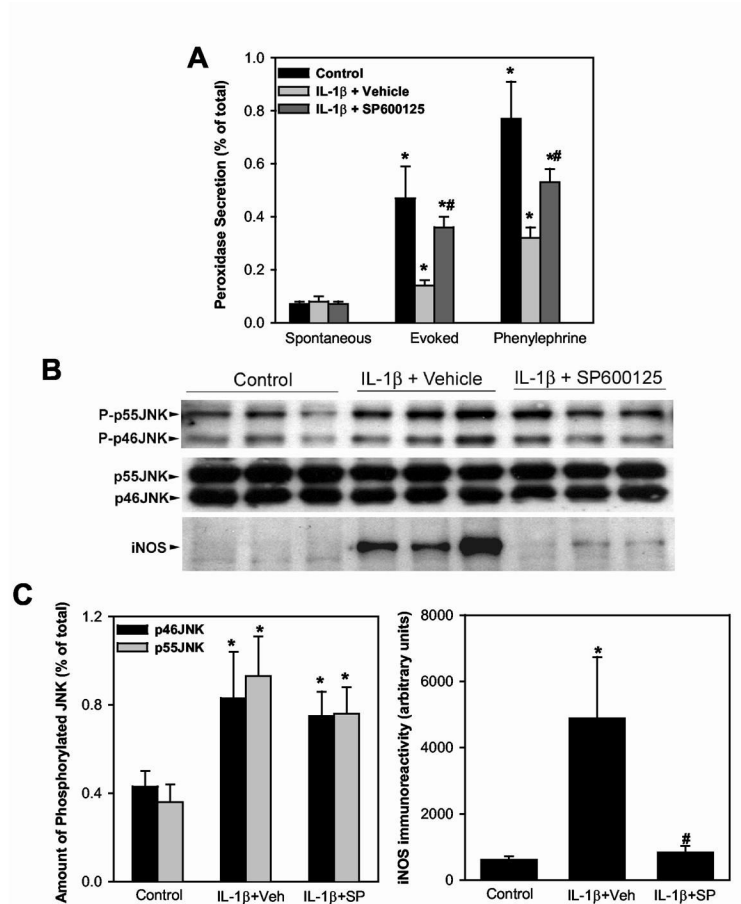 A
Peroxidase Secretion (% of total)
1.0
0.8
0.6
0.4
0.2
0.0
Control
IL-1β + Vehicle
IL-1β + SP600125
*
*
*#
*
*
*#
Spontaneous Evoked Phenylephrine
B
Control IL-1β + Vehicle IL-1β + SP600125
P-p55JNK
P-p46JNK
p55JNK
p46JNK
iNOS
C
Amount of Phosphorylated JNK (% of total)
1.2
0.8
0.4
0.0
p46JNK
p55JNK
* *
* *
Control IL-1β+Veh IL-1β+SP
iNOS immunoreactivity (arbitrary units)
8000
6000
4000
2000
0
*
#
Control IL-1β+Veh IL-1β+SP